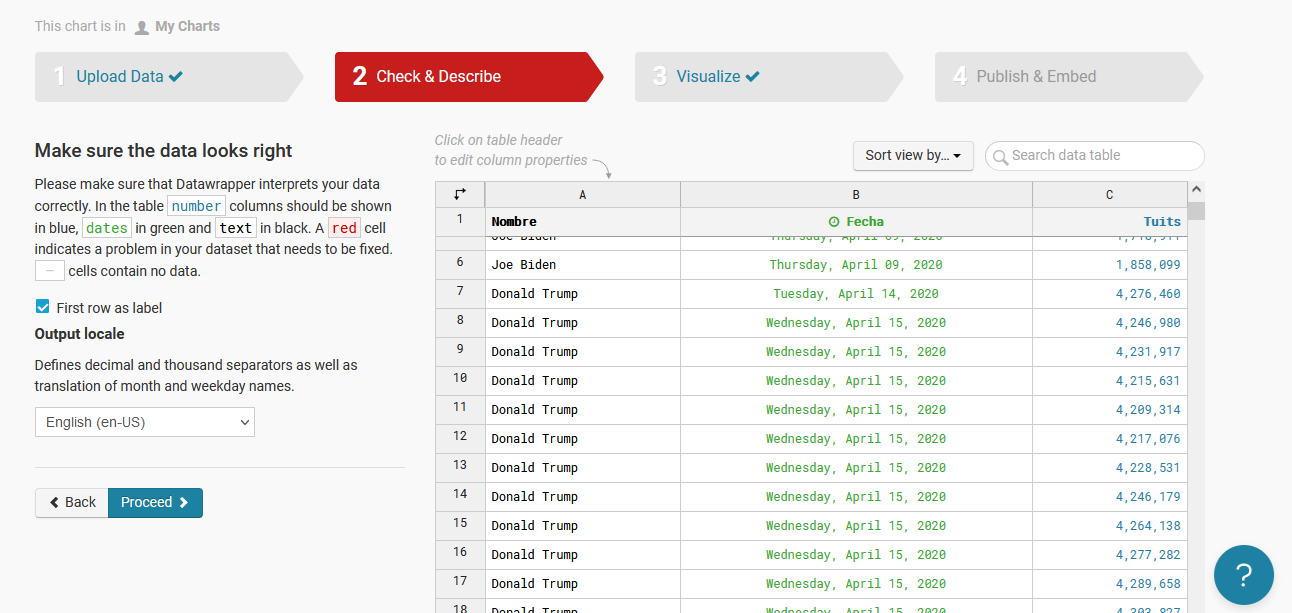 This chart is in My Charts
1 Upload Data
2 Check & Describe
3 Visualize
4 Publish & Embed
Make sure the data looks right
Please make sure that Datawrapper interprets your data
correctly. In the table number columns should be shown
in blue, dates in green and text in black. A red cell
indicates a problem in your dataset that needs to be fixed.
– cells contain no data.
First row as label
Output locale
Defines decimal and thousand separators as well as
translation of month and weekday names.
English (en-US)
Back Proceed
Click on table header
to edit column properties
Sort view by...
Search data table
A B C
1 Nombre Fecha Tuits
Joe Biden Thursday, April 09, 2020
6 Joe Biden Thursday, April 09, 2020 1,858,099
7 Donald Trump Tuesday, April 14, 2020 4,276,460
8 Donald Trump Wednesday, April 15, 2020 4,246,980
9 Donald Trump Wednesday, April 15, 2020 4,231,917
10 Donald Trump Wednesday, April 15, 2020 4,215,631
11 Donald Trump Wednesday, April 15, 2020 4,209,314
12 Donald Trump Wednesday, April 15, 2020 4,217,076
13 Donald Trump Wednesday, April 15, 2020 4,228,531
14 Donald Trump Wednesday, April 15, 2020 4,246,179
15 Donald Trump Wednesday, April 15, 2020 4,264,138
16 Donald Trump Wednesday, April 15, 2020 4,277,282
17 Donald Trump Wednesday, April 15, 2020 4,289,658
18 Donald Trump Wednesday, April 15, 2020 4,303,827
?